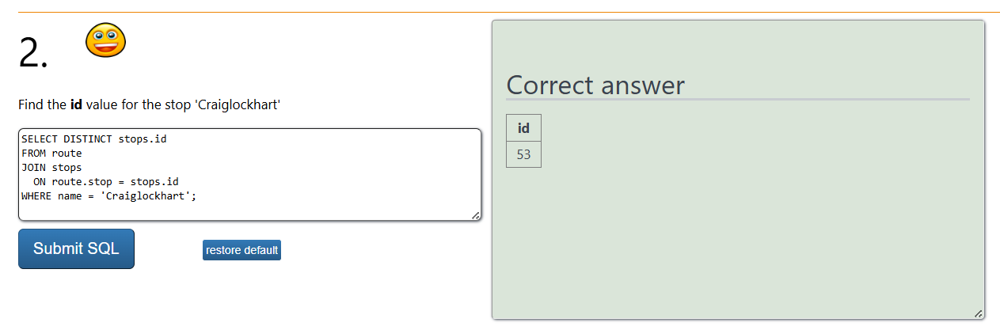 2.
Find the id value for the stop 'Craiglockhart'
SELECT DISTINCT stops.id
FROM route
JOIN stops
  ON route.stop = stops.id
WHERE name = 'Craiglockhart';
Submit SQL
restore default
Correct answer
id
53